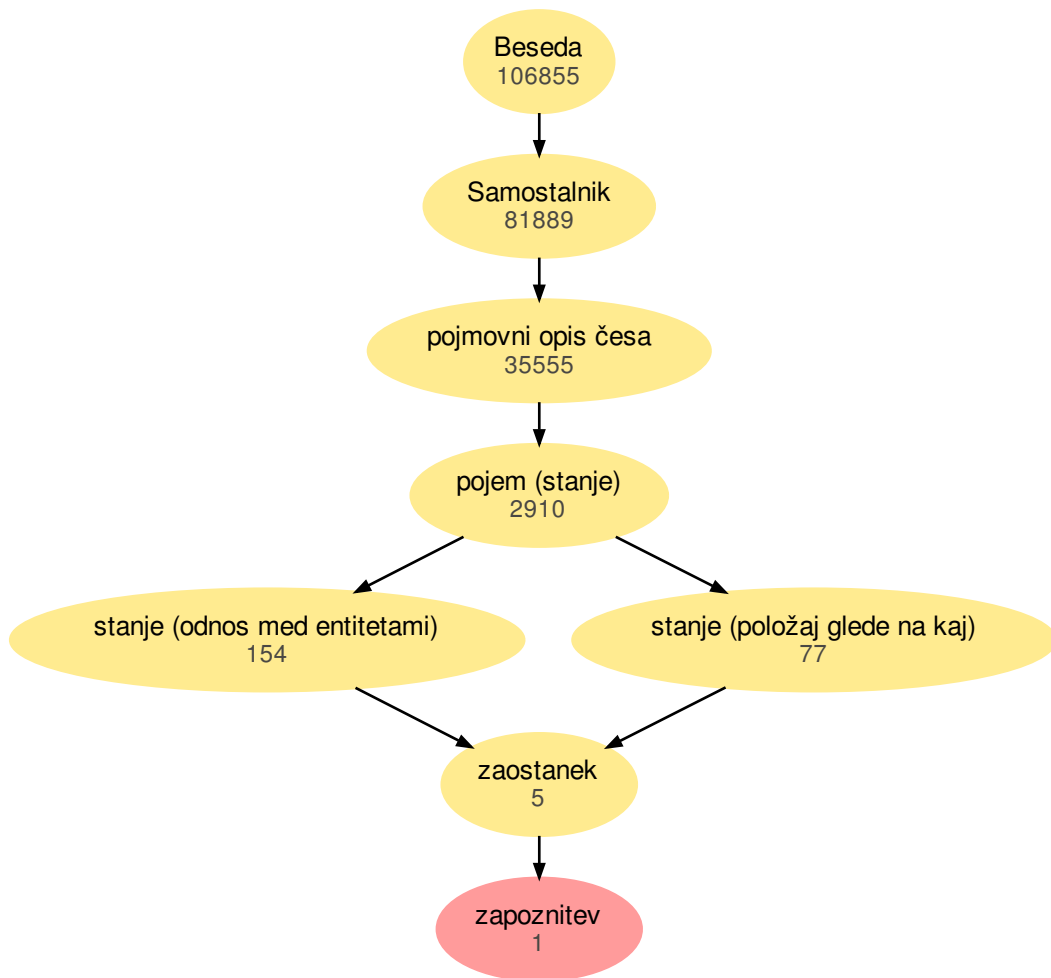 Beseda
106855
Samostalnik
81889
pojmovni opis česa
35555
pojem (stanje)
2910
stanje (odnos med entitetami)
154
stanje (položaj glede na kaj)
77
zaostanek
5
zapoznitev
1